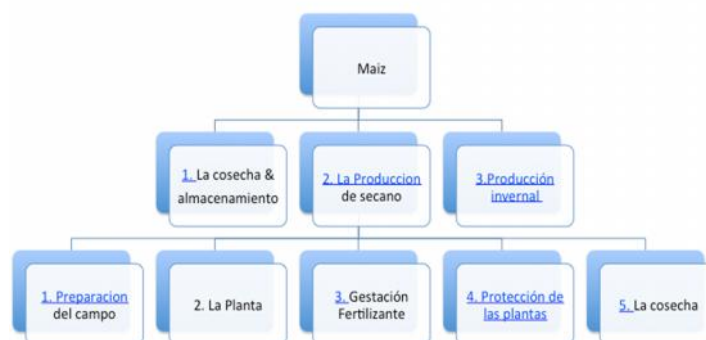 Maiz
1. La cosecha &
almacenamiento
2. La Produccion
de secano
3.Producción
invernal
1. Preparacion
del campo
2. La Planta
3. Gestación
Fertilizante
4. Protección de
las plantas
5. La cosecha